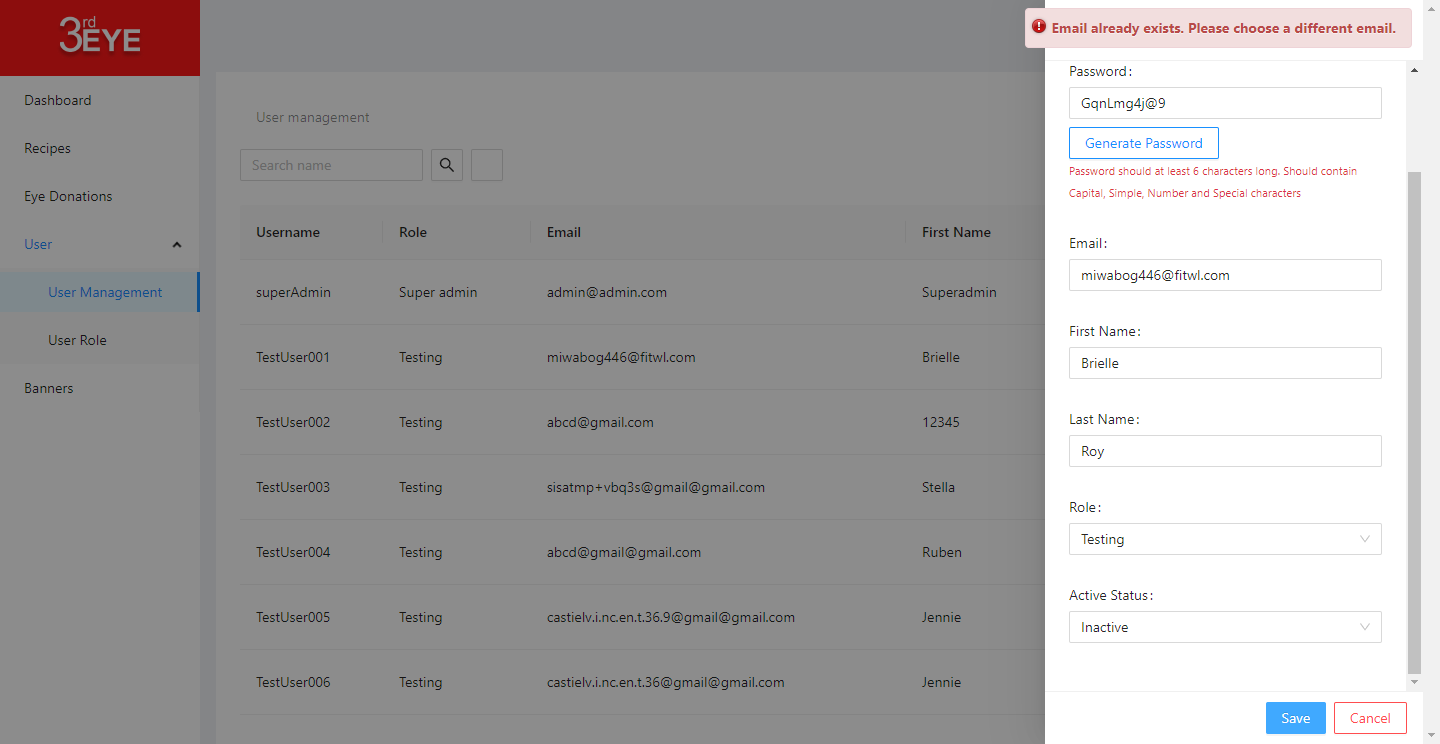 3rd EYE
Dashboard
Recipes
Eye Donations
User
User Management
User Role
Banners
User management
Search name
Username Role Email First Name
superAdmin Super admin admin@admin.com Superadmin
TestUser001 Testing miwabog446@fitwl.com Brielle
TestUser002 Testing abcd@gmail.com 12345
TestUser003 Testing sisatmp+vbq3s@gmail@gmail.com Stella
TestUser004 Testing abcd@gmail@gmail.com Ruben
TestUser005 Testing castielv.i.nc.en.t.36.9@gmail@gmail.com Jennie
TestUser006 Testing castielv.i.nc.en.t.36@gmail@gmail.com Jennie
Email already exists. Please choose a different email.
Password:
GqnLmg4j@9
Generate Password
Password should at least 6 characters long. Should contain
Capital, Simple, Number and Special characters
Email:
miwabog446@fitwl.com
First Name:
Brielle
Last Name:
Roy
Role:
Testing
Active Status:
Inactive
Save Cancel